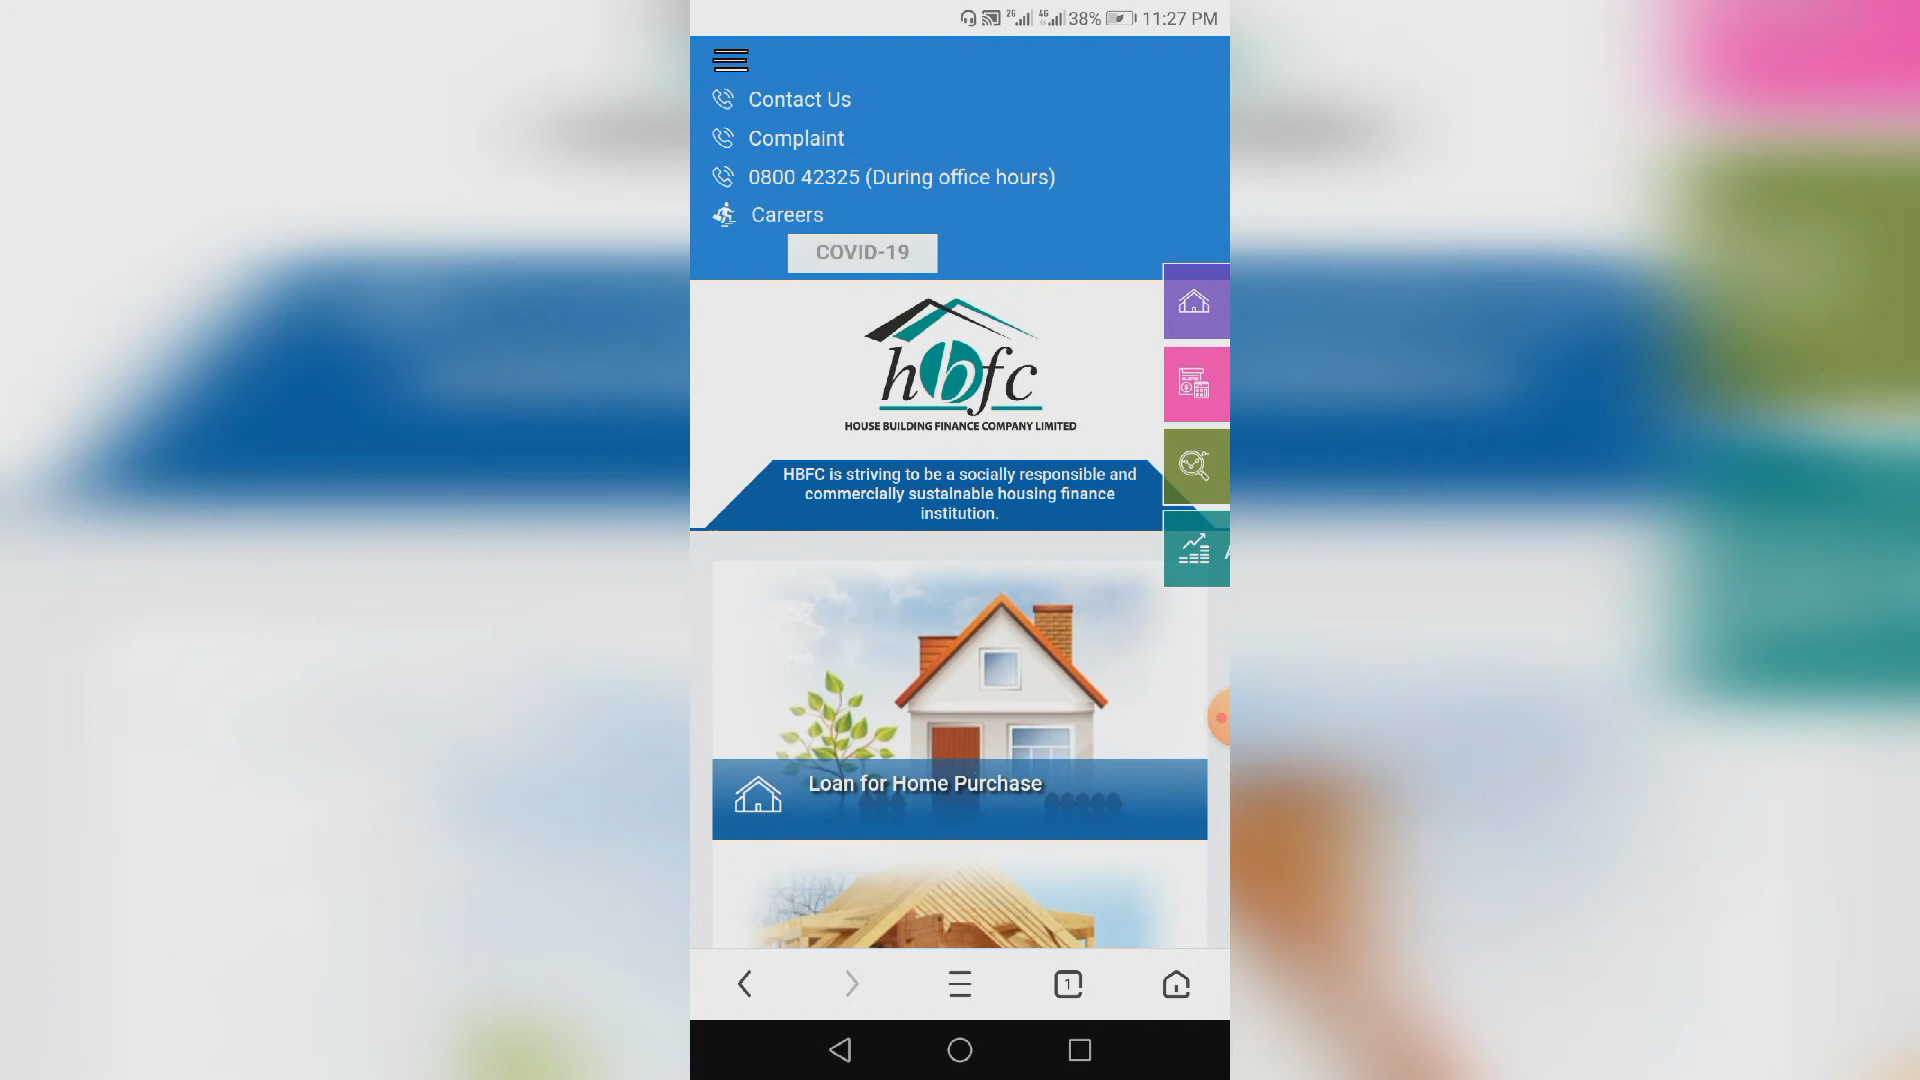 2G 4G 38% 11:27 PM
Contact Us
Complaint
0800 42325 (During office hours)
Careers
COVID-19
hbfc
HOUSE BUILDING FINANCE COMPANY LIMITED
HBFC is striving to be a socially responsible and
commercially sustainable housing finance
institution.
Loan for Home Purchase
1